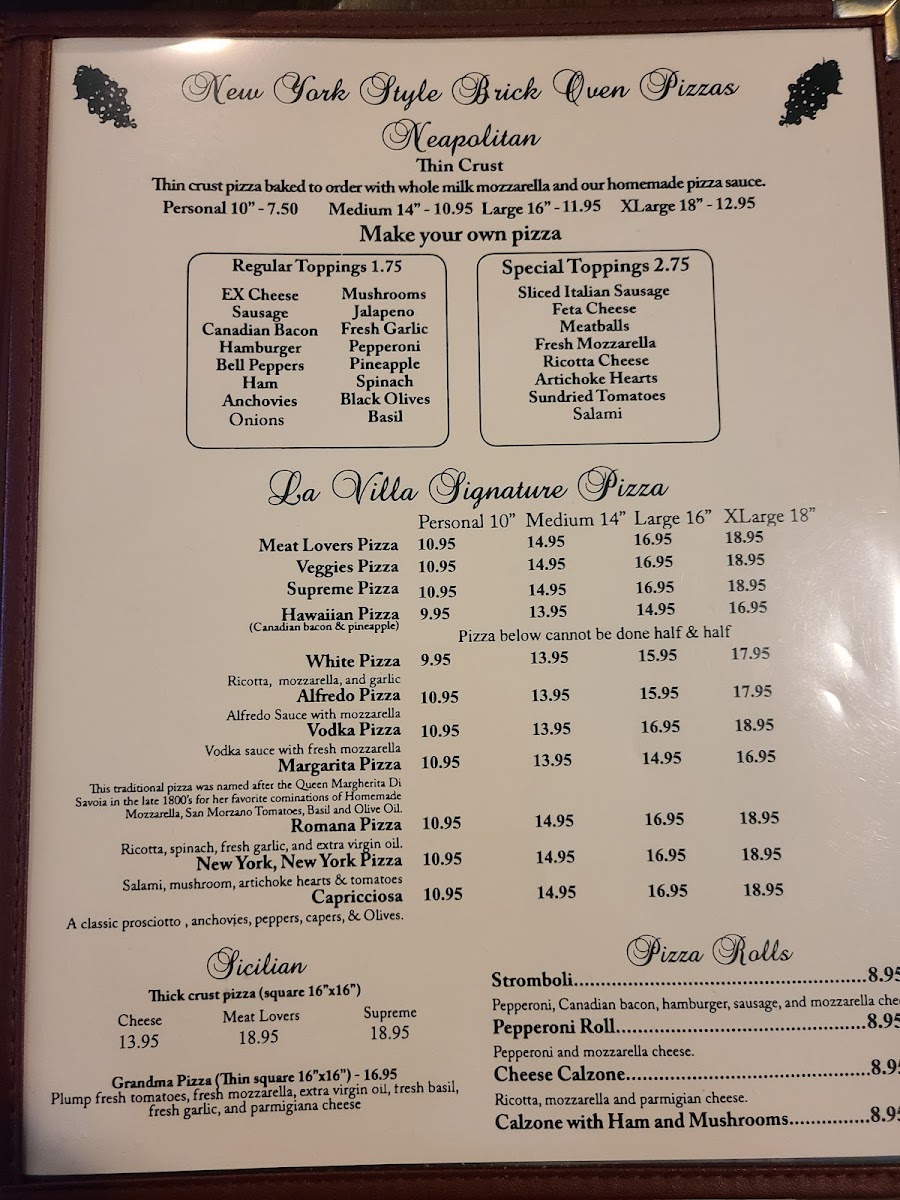 New York Style Brick Oven Pizzas
Neapolitan
Thin Crust
Thin crust pizza baked to order with whole milk mozzarella and our homemade pizza sauce.
Personal 10” - 7.50 Medium 14” - 10.95 Large 16” - 11.95 XLarge 18” - 12.95
Make your own pizza
Regular Toppings 1.75
EX Cheese Mushrooms
Sausage Jalapeno
Canadian Bacon Fresh Garlic
Hamburger Pepperoni
Bell Peppers Pineapple
Ham Spinach
Anchovies Black Olives
Onions Basil
Special Toppings 2.75
Sliced Italian Sausage
Feta Cheese
Meatballs
Fresh Mozzarella
Ricotta Cheese
Artichoke Hearts
Sundried Tomatoes
Salami
La Villa Signature Pizza
Personal 10” Medium 14” Large 16” XLarge 18”
Meat Lovers Pizza 10.95 14.95 16.95 18.95
Veggies Pizza 10.95 14.95 16.95 18.95
Supreme Pizza 10.95 14.95 16.95 18.95
Hawaiian Pizza 9.95 13.95 14.95 16.95
(Canadian bacon & pineapple)
Pizza below cannot be done half & half
White Pizza 9.95 13.95 15.95 17.95
Ricotta, mozzarella, and garlic
Alfredo Pizza 10.95 13.95 15.95 17.95
Alfredo Sauce with mozzarella
Vodka Pizza 10.95 13.95 16.95 18.95
Vodka sauce with fresh mozzarella
Margarita Pizza 10.95 13.95 14.95 16.95
This traditional pizza was named after the Queen Margherita Di
Savoia in the late 1800's for her favorite cominations of Homemade
Mozzarella, San Morzano Tomatoes, Basil and Olive Oil.
Romana Pizza 10.95 14.95 16.95 18.95
Ricotta, spinach, fresh garlic, and extra virgin oil.
New York, New York Pizza 10.95 14.95 16.95 18.95
Salami, mushroom, artichoke hearts & tomatoes
Capricciosa 10.95 14.95 16.95 18.95
A classic prosciotto , anchovies, peppers, capers, & Olives.
Sicilian
Thick crust pizza (square 16”x16”)
Cheese Meat Lovers Supreme
13.95 18.95 18.95
Grandma Pizza (Thin square 16”x16”) - 16.95
Plump fresh tomatoes, fresh mozzarella, extra virgin oil, fresh basil,
fresh garlic, and parmigiana cheese
Pizza Rolls
Stromboli..........................................8.95
Pepperoni, Canadian bacon, hamburger, sausage, and mozzarella che
Pepperoni Roll....................................8.95
Pepperoni and mozzarella cheese.
Cheese Calzone...................................8.95
Ricotta, mozzarella and parmigian cheese.
Calzone with Ham and Mushrooms............8.95